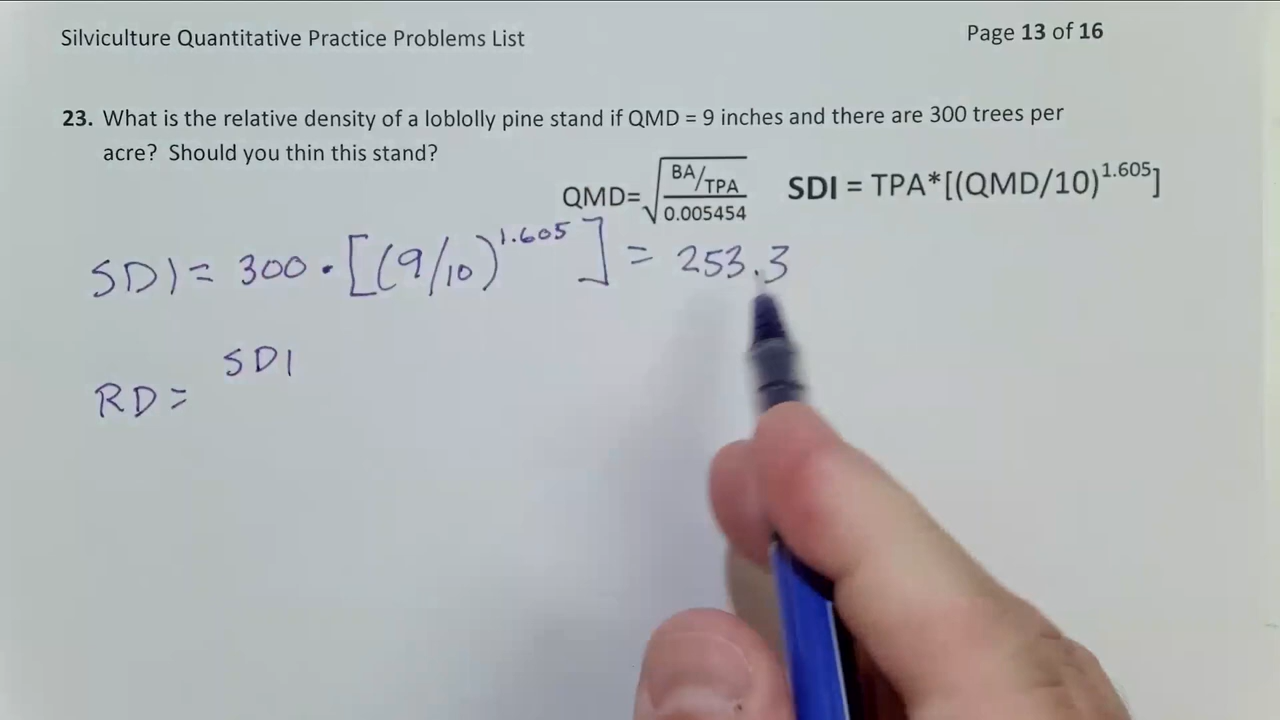 Silviculture Quantitative Practice Problems List
Page 13 of 16
23. What is the relative density of a loblolly pine stand if QMD = 9 inches and there are 300 trees per
acre? Should you thin this stand?
QMD=√((BA/TPA)/0.005454) SDI = TPA*[(QMD/10)^1.605]
SDI = 300 · [(9/10)^1.605] = 253.3
RD = SDI